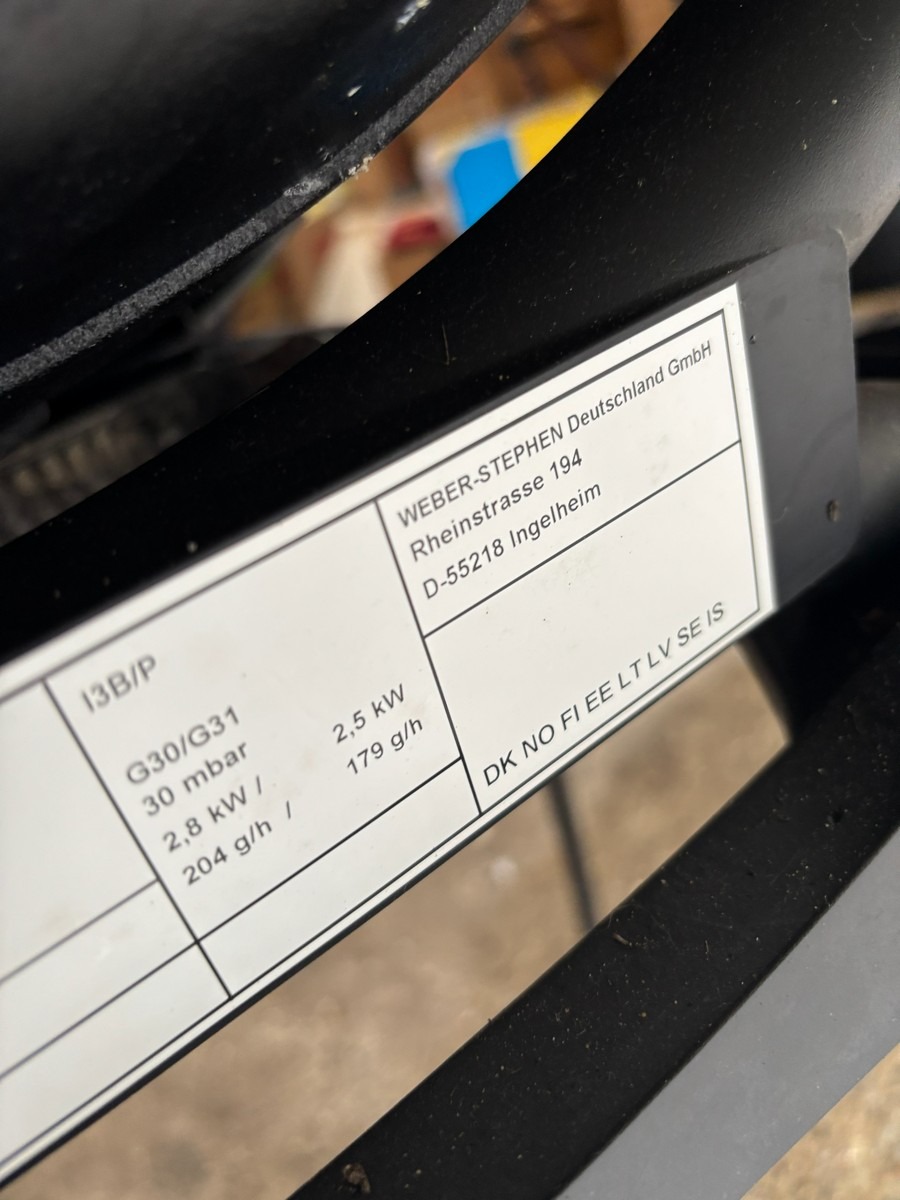 I3B/P
G30/G31
30 mbar
2,8 kW / 2,5 kW
204 g/h / 179 g/h
WEBER-STEPHEN Deutschland GmbH
Rheinstrasse 194
D-55218 Ingelheim
DK NO FI EE LT LV SE IS